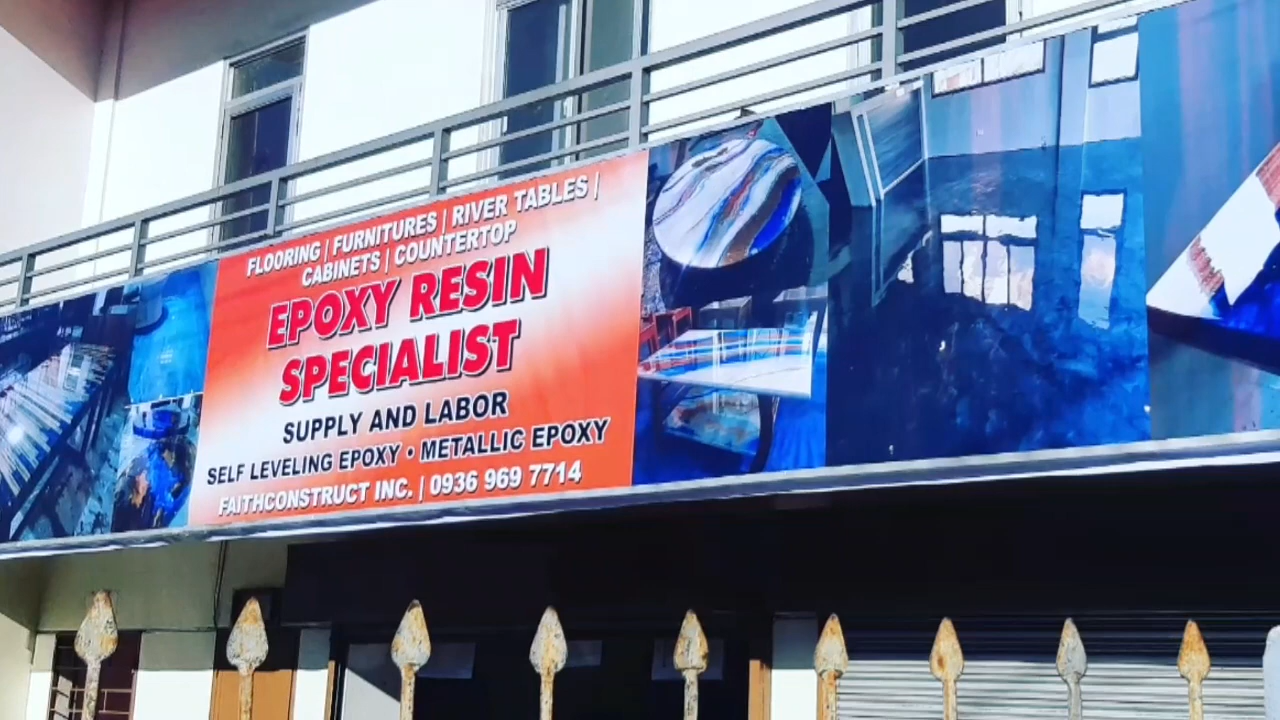 FLOORING | FURNITURES | RIVER TABLES |
CABINETS | COUNTERTOP
EPOXY RESIN
SPECIALIST
SUPPLY AND LABOR
SELF LEVELING EPOXY • METALLIC EPOXY
FAITHCONSTRUCT INC. | 0936 969 7714